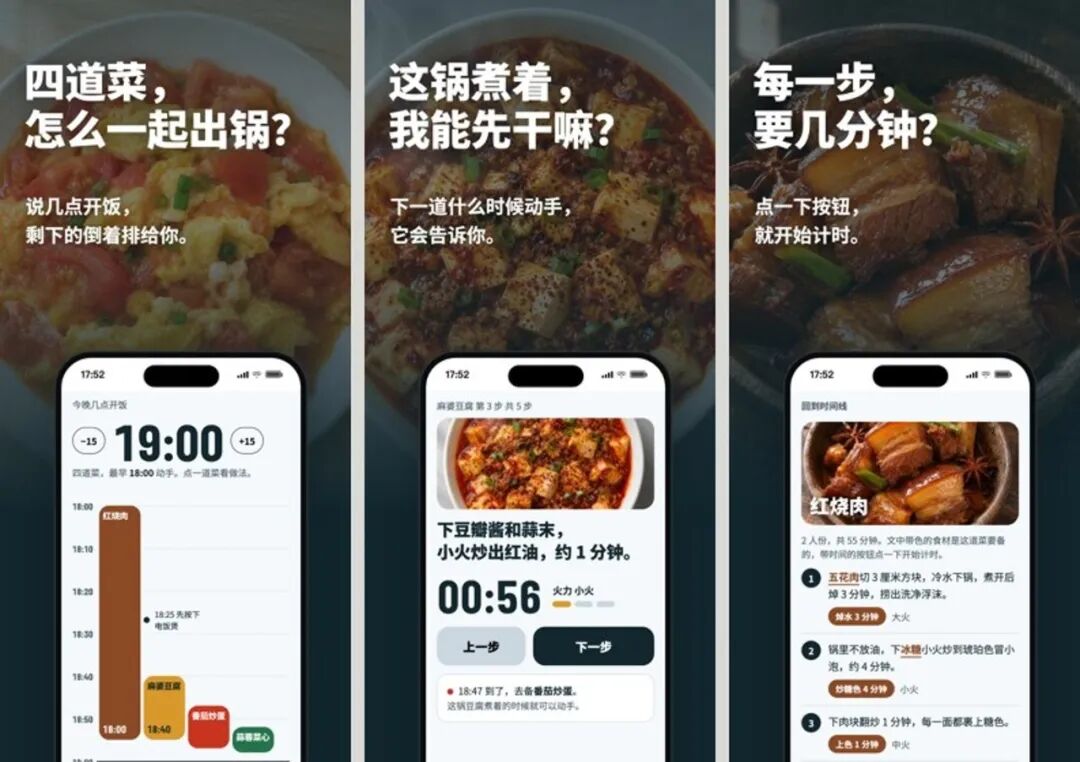 四道菜，
怎么一起出锅？
说几点开饭，
剩下的倒着排给你。
17:52
今晚几点开饭
-15
19:00
+15
四道菜，最早 18:00 动手。点一道菜看做法。
18:00
红烧肉
18:10
18:20
18:25 先按下
电饭煲
18:30
18:40
麻婆豆腐
番茄炒蛋
18:50
蒜蓉菜心
18:00
18:40
这锅煮着，
我能先干嘛？
下一道什么时候动手，
它会告诉你。
17:52
麻婆豆腐 第 3 步 共 5 步
下豆瓣酱和蒜末，
小火炒出红油，约 1 分钟。
00:56
火力 小火
上一步
下一步
18:47 到了，去备番茄炒蛋。
这锅豆腐煮着的时候就可以动手。
每一步，
要几分钟？
点一下按钮，
就开始计时。
17:52
回到时间线
红烧肉
2 人份，共 55 分钟。文中带色的食材是这道菜要备
的，带时间的按钮点一下开始计时。
1
五花肉切 3 厘米方块，冷水下锅，煮开后
焯 3 分钟，捞出洗净浮沫。
焯水 3 分钟
大火
2
锅里不放油，下冰糖小火炒到琥珀色冒小
泡，约 4 分钟。
炒糖色 4 分钟
小火
3
下肉块翻炒 1 分钟，每一面都裹上糖色。
上色 1 分钟
中火